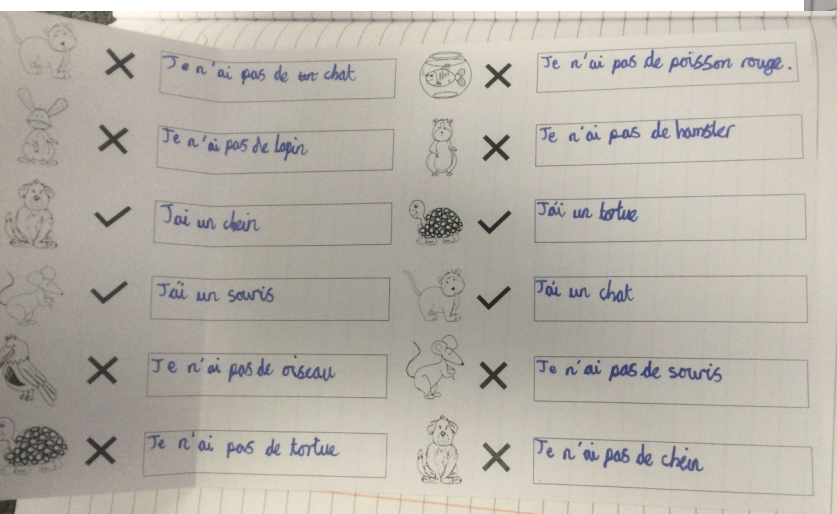 Je n'ai pas de un chat
Je n'ai pas de lapin
Jai un chein
J'ai un souris
Je n'ai pas de oiseau
Je n'ai pas de tortue
Je n'ai pas de poisson rouge.
Je n'ai pas de hamster
J'ai un tortue
J'ai un chat
Je n'ai pas de souris
Je n'ai pas de chein